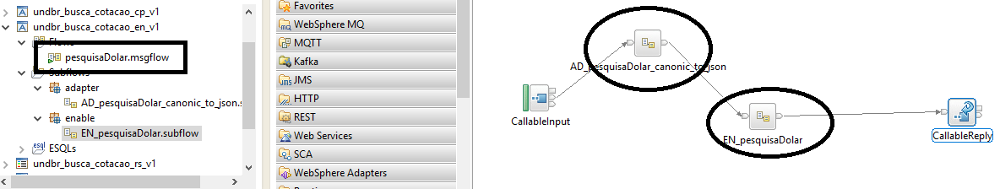 undbr_busca_cotacao_cp_v1
undbr_busca_cotacao_en_v1
Flows
pesquisaDolar.msgflow
Subflows
adapter
AD_pesquisaDolar_canonic_to_json.s
enable
EN_pesquisaDolar.subflow
ESQLs
undbr_busca_cotacao_rs_v1
Favorites
WebSphere MQ
MQTT
Kafka
JMS
HTTP
REST
Web Services
SCA
WebSphere Adapters
AD_pesquisaDolar_canonic_to_json
CallableInput
EN_pesquisaDolar
CallableReply